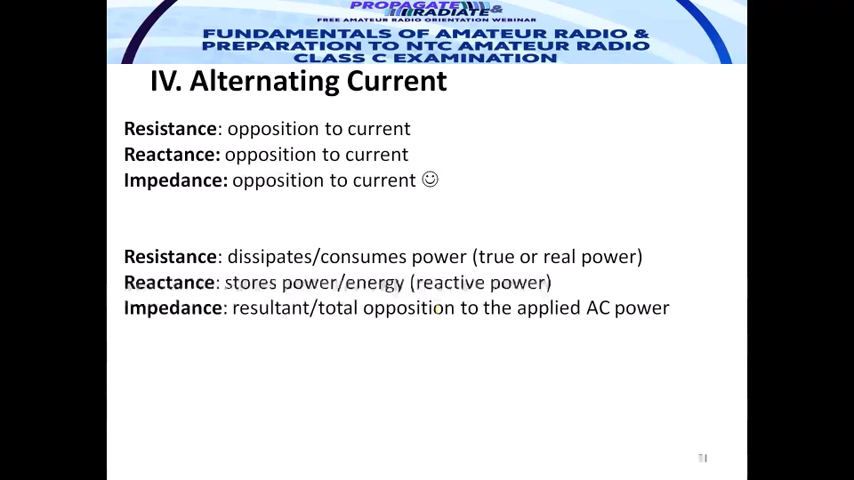 PROPAGATE &
RADIATE
FREE AMATEUR RADIO ORIENTATION WEBINAR
FUNDAMENTALS OF AMATEUR RADIO &
PREPARATION TO NTC AMATEUR RADIO
CLASS C EXAMINATION
IV. Alternating Current
Resistance: opposition to current
Reactance: opposition to current
Impedance: opposition to current ☺
Resistance: dissipates/consumes power (true or real power)
Reactance: stores power/energy (reactive power)
Impedance: resultant/total opposition to the applied AC power